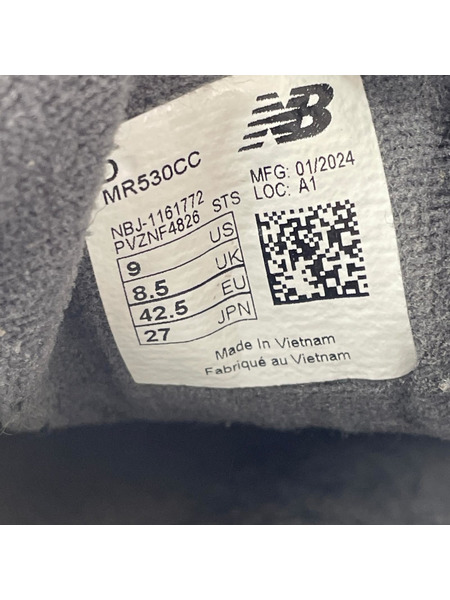 NB
D
MR530CC
MFG: 01/2024
LOC: A1
NBJ-1161772
PVZNF4826 STS
9 US
8.5 UK
42.5 EU
27 JPN
Made In Vietnam
Fabriqué au Vietnam